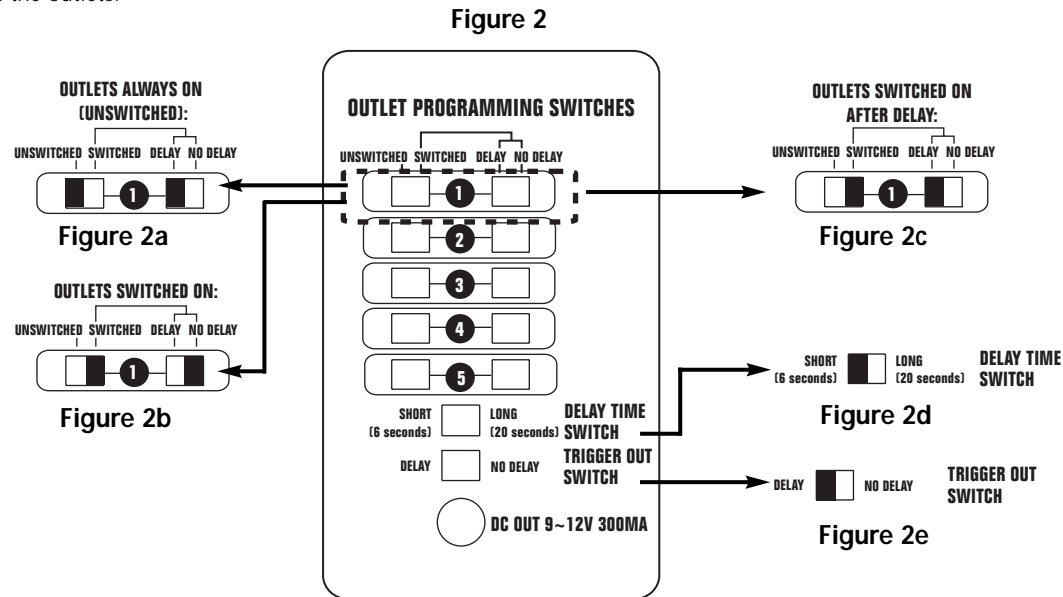 Figure 2
OUTLETS ALWAYS ON
(UNSWITCHED):
UNSWITCHED SWITCHED DELAY NO DELAY
1
Figure 2a
OUTLETS SWITCHED ON:
UNSWITCHED SWITCHED DELAY NO DELAY
1
Figure 2b
OUTLET PROGRAMMING SWITCHES
UNSWITCHED SWITCHED DELAY NO DELAY
1
2
3
4
5
SHORT
(6 seconds)
LONG
(20 seconds)
DELAY TIME
SWITCH
DELAY
NO DELAY
TRIGGER OUT
SWITCH
DC OUT 9~12V 300MA
OUTLETS SWITCHED ON
AFTER DELAY:
UNSWITCHED SWITCHED DELAY NO DELAY
1
Figure 2c
SHORT
(6 seconds)
LONG
(20 seconds)
DELAY TIME
SWITCH
Figure 2d
DELAY
NO DELAY
TRIGGER OUT
SWITCH
Figure 2e